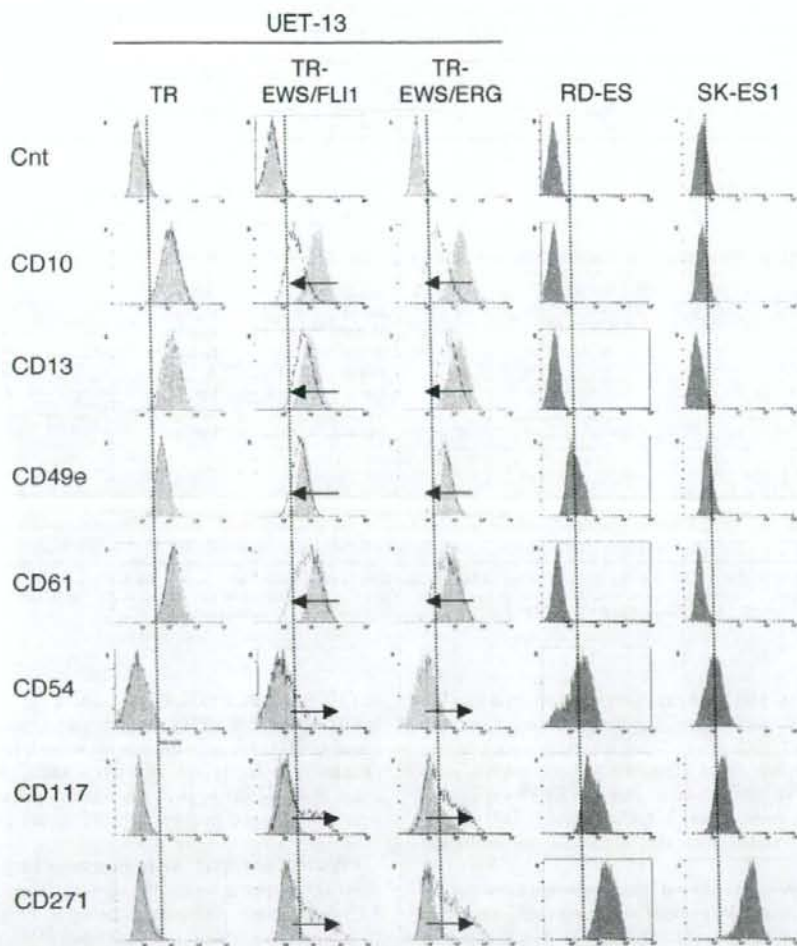 UET-13
TR
TR-
EWS/FLI1
TR-
EWS/ERG
RD-ES
SK-ES1
Cnt
CD10
CD13
CD49e
CD61
CD54
CD117
CD271